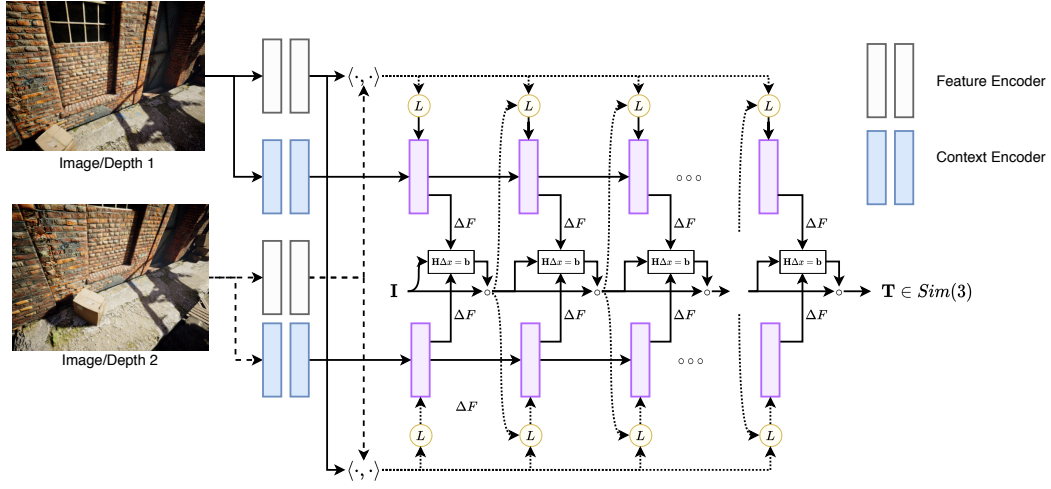 Image/Depth 1
Image/Depth 2
⟨·, ·⟩
L
L
L
L
Feature Encoder
Context Encoder
∘∘∘
ΔF
ΔF
ΔF
ΔF
HΔx = b
HΔx = b
HΔx = b
HΔx = b
I
T ∈ Sim(3)
ΔF
ΔF
ΔF
ΔF
∘∘∘
ΔF
L
L
L
L
⟨·, ·⟩